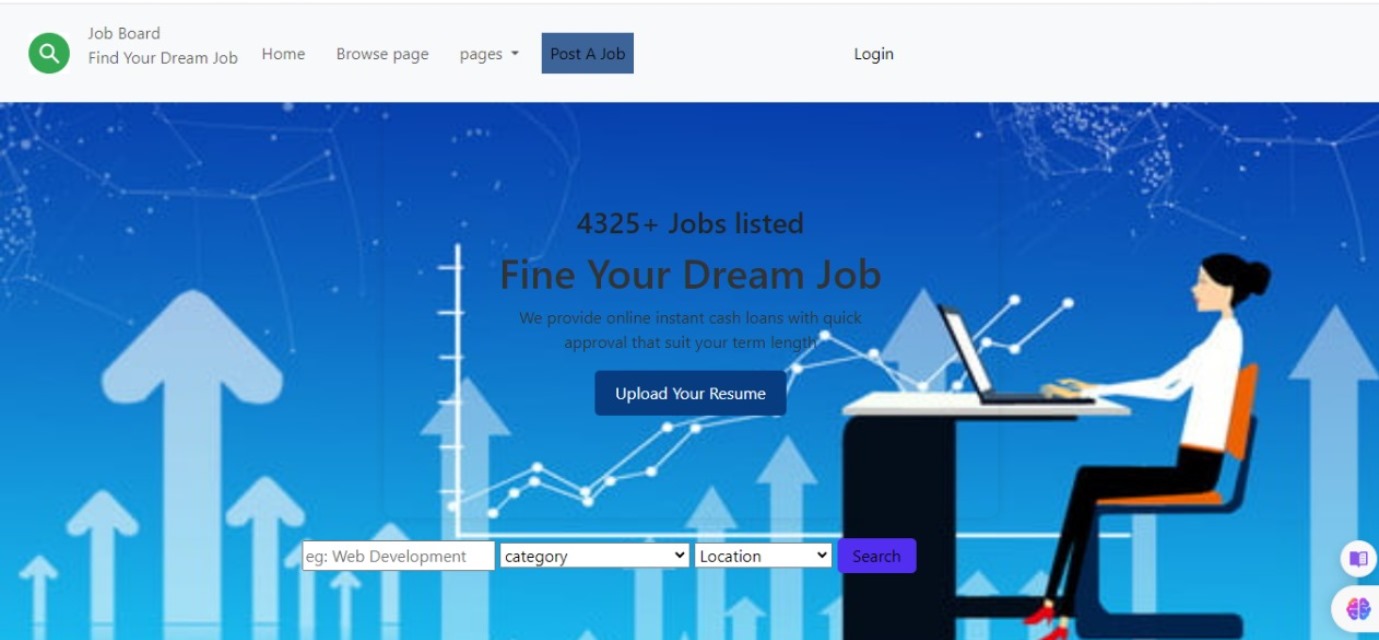 Job Board
Find Your Dream Job
Home
Browse page
pages
Post A Job
Login
4325+ Jobs listed
Fine Your Dream Job
We provide online instant cash loans with quick
approval that suit your term length
Upload Your Resume
eg: Web Development
category
Location
Search